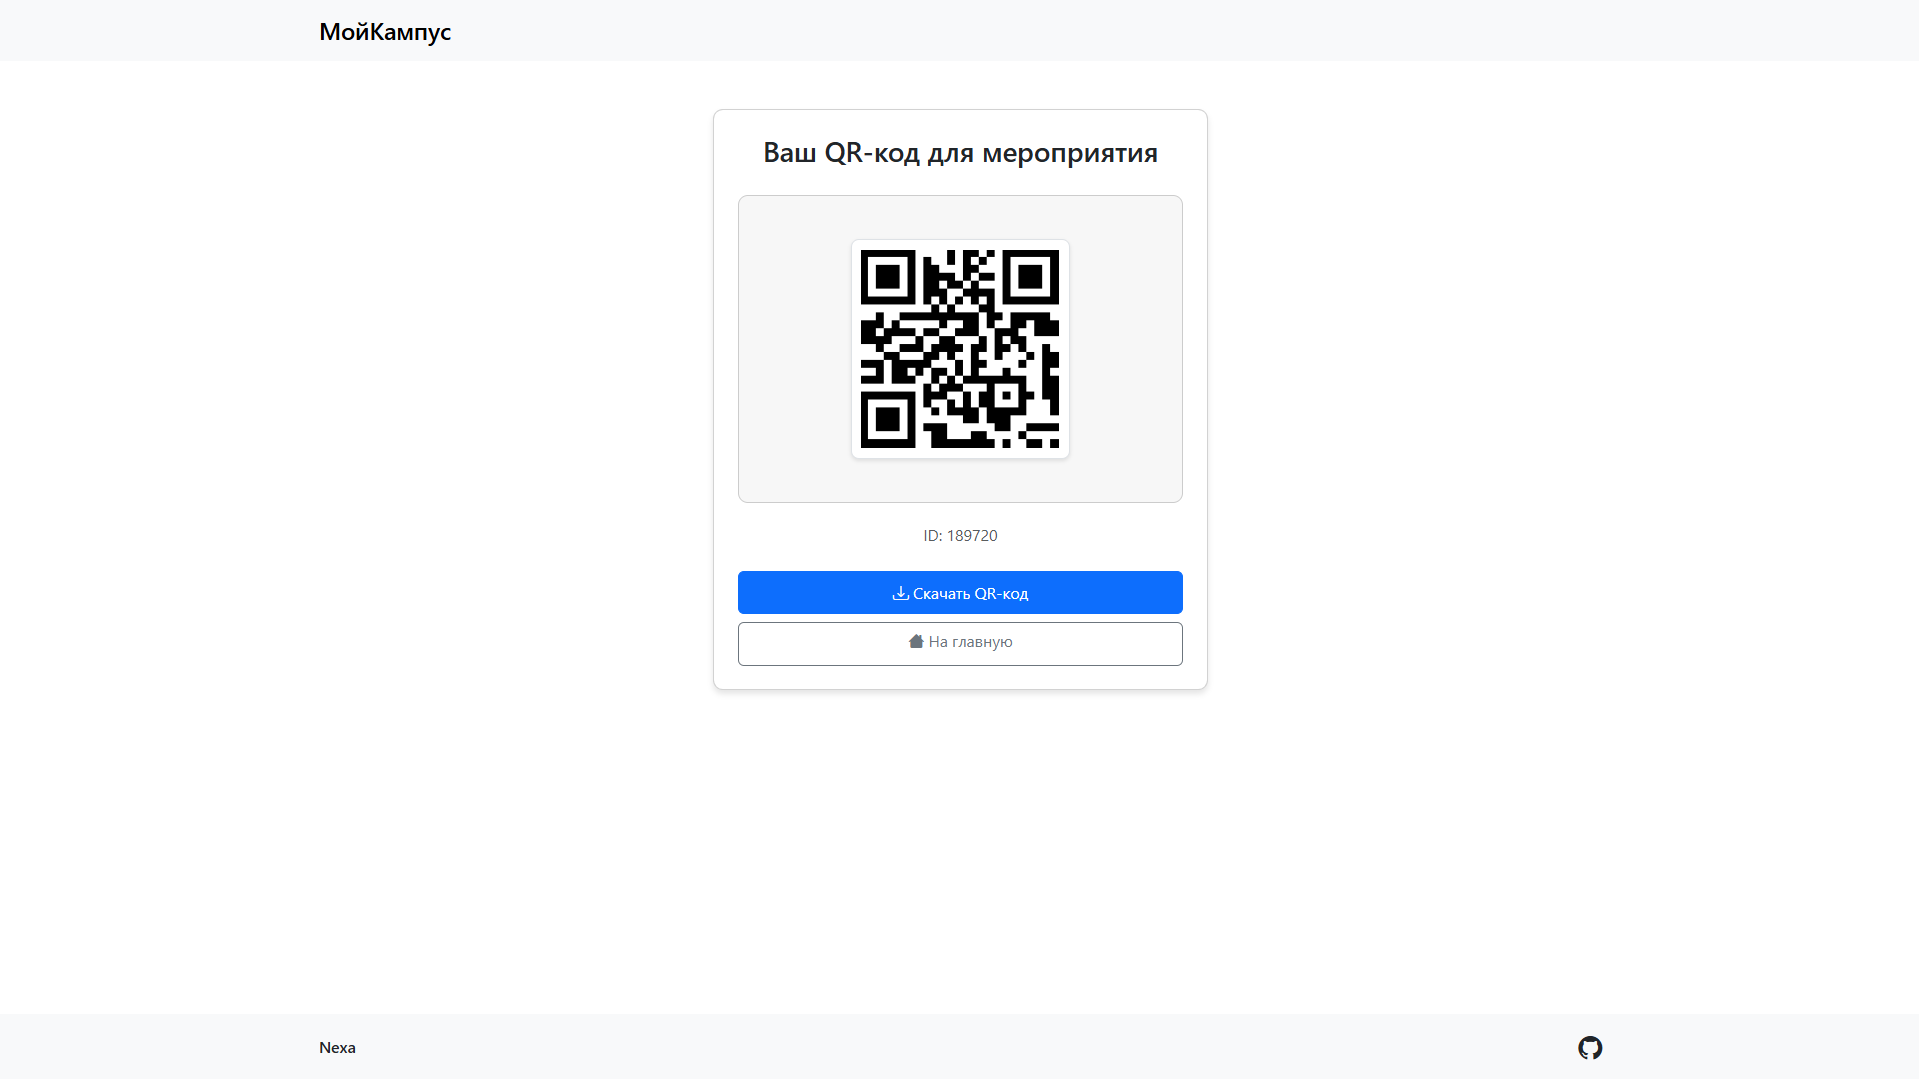 МойКампус
Ваш QR-код для мероприятия
ID: 189720
Скачать QR-код
На главную
Nexa